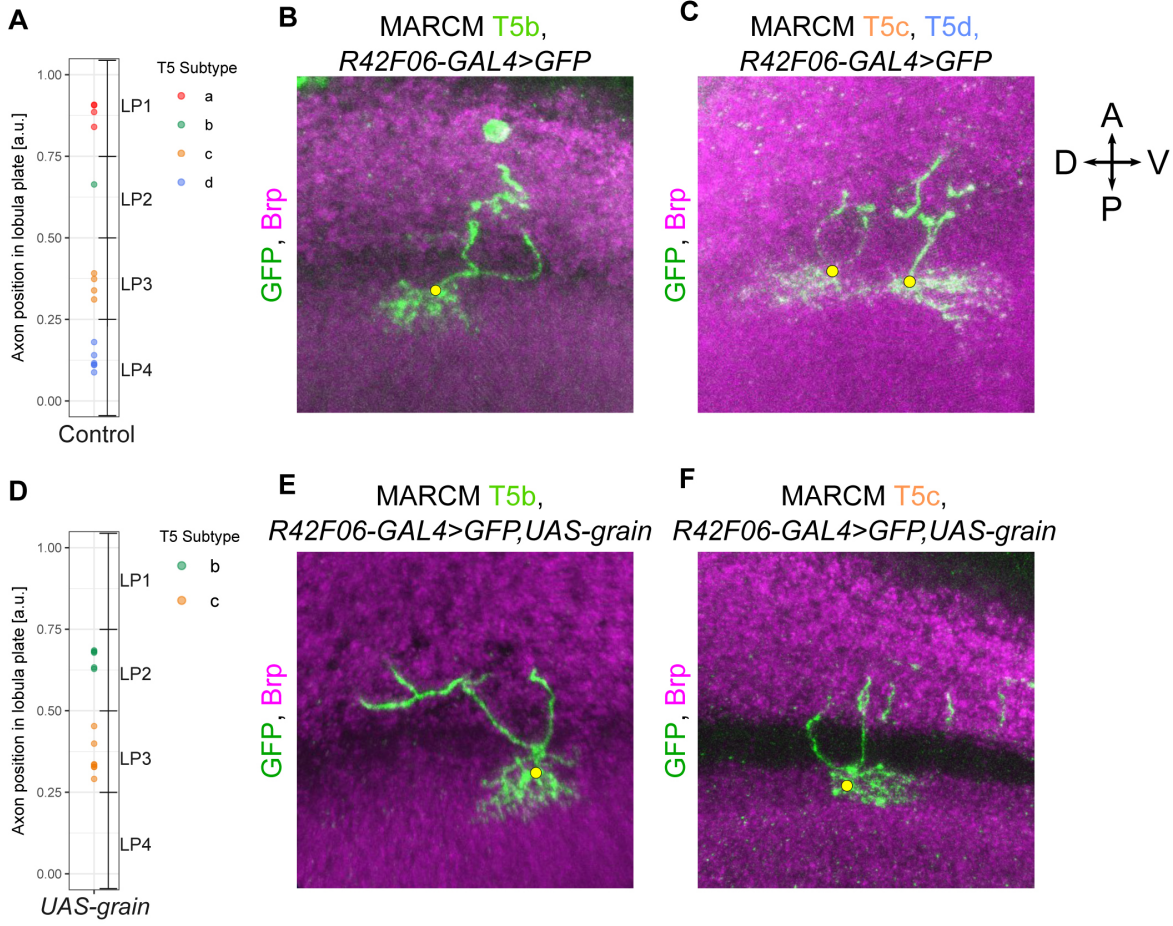 A
T5 Subtype
a
b
c
d
Axon position in lobula plate [a.u.]
1.00
0.75
0.50
0.25
0.00
LP1
LP2
LP3
LP4
Control
B
MARCM T5b,
R42F06-GAL4>GFP
GFP, Brp
C
MARCM T5c, T5d,
R42F06-GAL4>GFP
GFP, Brp
A
D
V
P
D
T5 Subtype
b
c
Axon position in lobula plate [a.u.]
1.00
0.75
0.50
0.25
0.00
LP1
LP2
LP3
LP4
UAS-grain
E
MARCM T5b,
R42F06-GAL4>GFP,UAS-grain
GFP, Brp
F
MARCM T5c,
R42F06-GAL4>GFP,UAS-grain
GFP, Brp